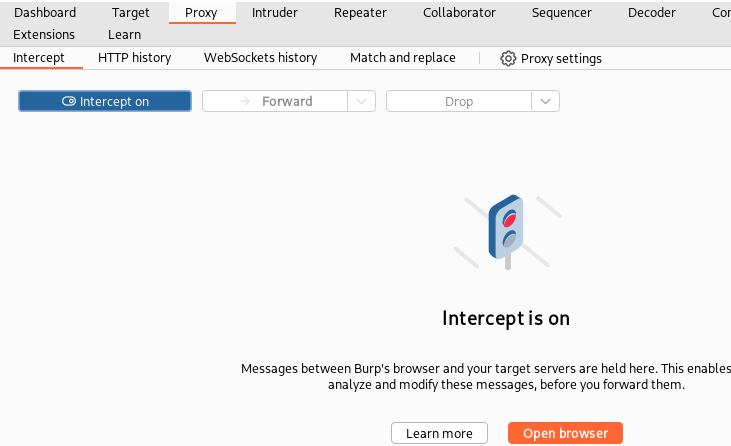 Dashboard Target Proxy Intruder Repeater Collaborator Sequencer Decoder
Extensions Learn
Intercept HTTP history WebSockets history Match and replace Proxy settings
Intercept on Forward Drop
Intercept is on
Messages between Burp's browser and your target servers are held here. This enables
analyze and modify these messages, before you forward them.
Learn more Open browser